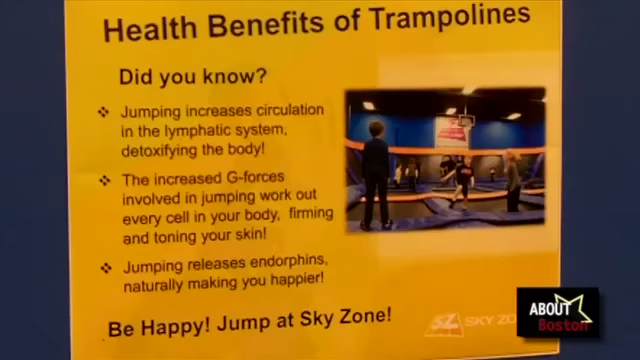 Health Benefits of Trampolines
Did you know?
❖ Jumping increases circulation
in the lymphatic system,
detoxifying the body!
❖ The increased G-forces
involved in jumping work out
every cell in your body, firming
and toning your skin!
❖ Jumping releases endorphins,
naturally making you happier!
Be Happy! Jump at Sky Zone!
SZ SKY ZO
ABOUT
Boston